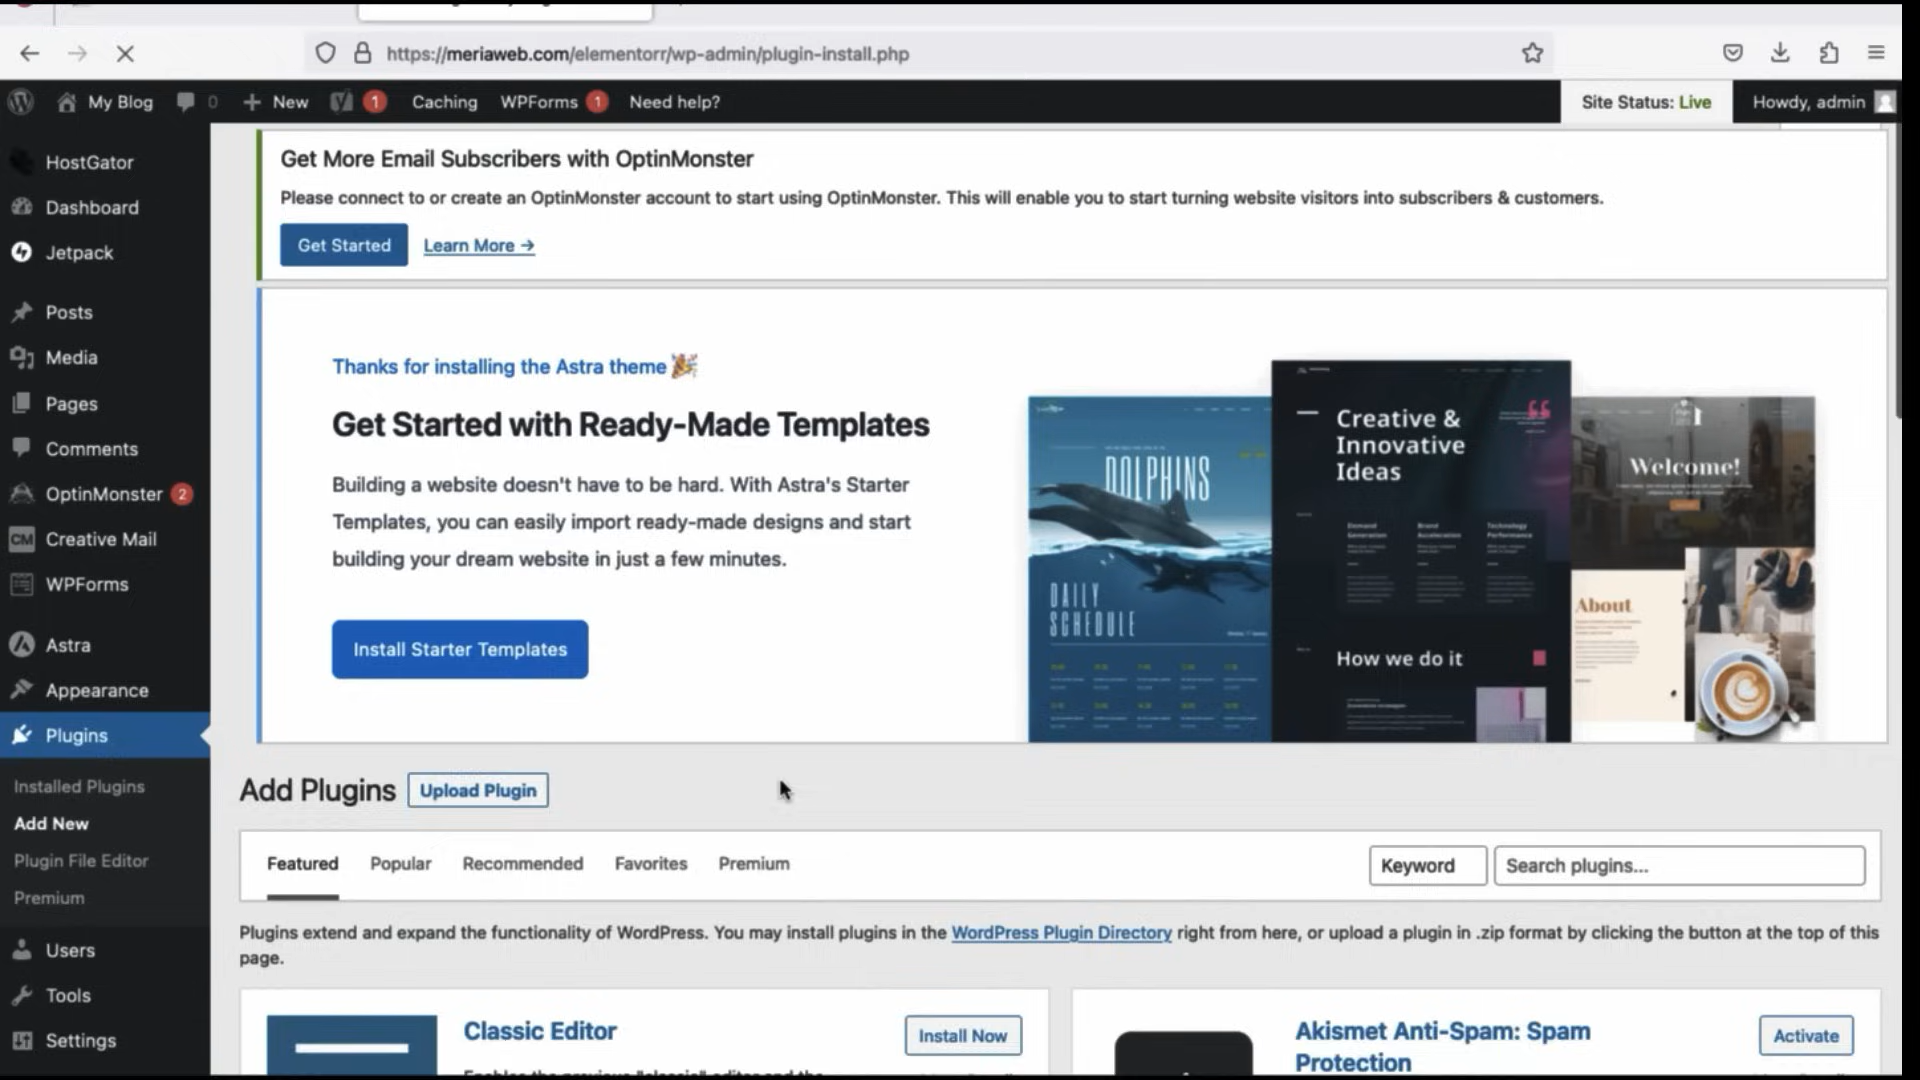 https://meriaweb.com/elementorr/wp-admin/plugin-install.php
My Blog 0 New 1 Caching WPForms 1 Need help? Site Status: Live Howdy, admin
HostGator
Dashboard
Jetpack
Posts
Media
Pages
Comments
OptinMonster 2
Creative Mail
WPForms
Astra
Appearance
Plugins
Installed Plugins
Add New
Plugin File Editor
Premium
Users
Tools
Settings
Get More Email Subscribers with OptinMonster
Please connect to or create an OptinMonster account to start using OptinMonster. This will enable you to start turning website visitors into subscribers & customers.
Get Started Learn More →
Thanks for installing the Astra theme
Get Started with Ready-Made Templates
Building a website doesn't have to be hard. With Astra's Starter
Templates, you can easily import ready-made designs and start
building your dream website in just a few minutes.
Install Starter Templates
DOLPHINS
DAILY
SCHEDULE
Creative &
Innovative
Ideas
Demand
Generation
Brand
Acceleration
Technology
Performance
How we do it
Welcome!
About
Add Plugins Upload Plugin
Featured Popular Recommended Favorites Premium Keyword Search plugins...
Plugins extend and expand the functionality of WordPress. You may install plugins in the WordPress Plugin Directory right from here, or upload a plugin in .zip format by clicking the button at the top of this
page.
Classic Editor Install Now
Akismet Anti-Spam: Spam
Protection
Activate